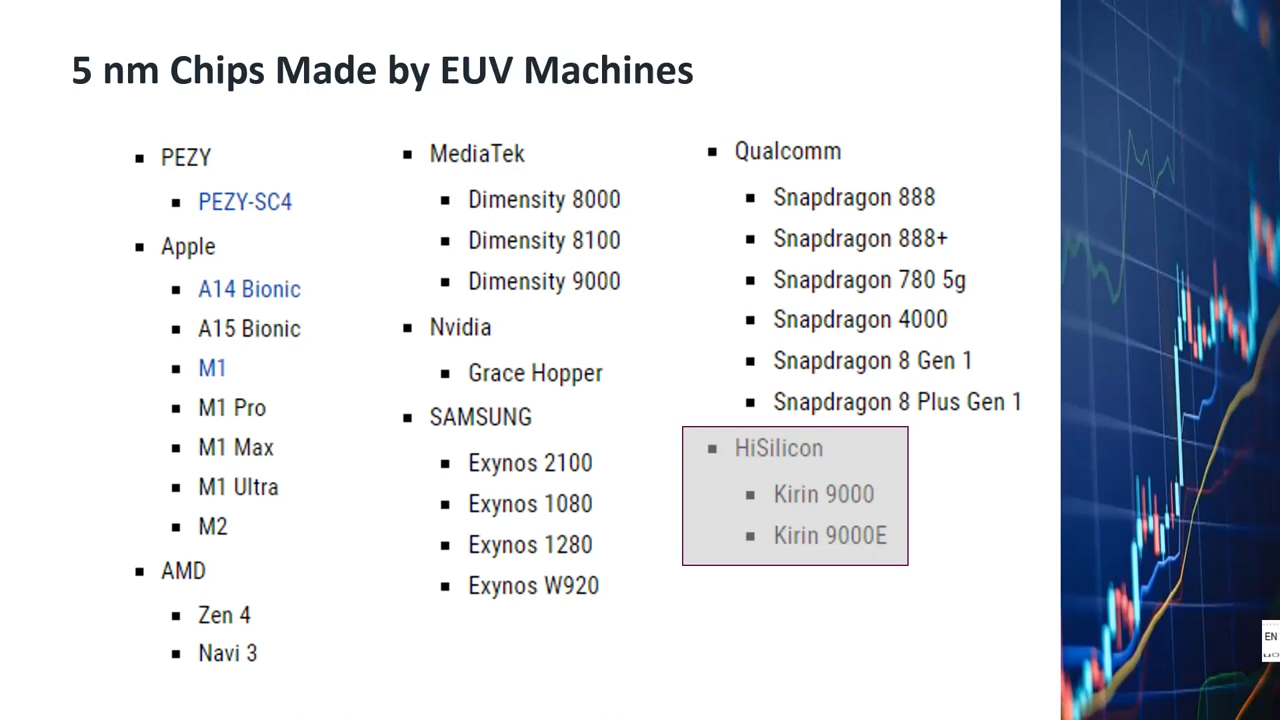 5 nm Chips Made by EUV Machines
PEZY
PEZY-SC4
Apple
A14 Bionic
A15 Bionic
M1
M1 Pro
M1 Max
M1 Ultra
M2
AMD
Zen 4
Navi 3
MediaTek
Dimensity 8000
Dimensity 8100
Dimensity 9000
Nvidia
Grace Hopper
SAMSUNG
Exynos 2100
Exynos 1080
Exynos 1280
Exynos W920
Qualcomm
Snapdragon 888
Snapdragon 888+
Snapdragon 780 5g
Snapdragon 4000
Snapdragon 8 Gen 1
Snapdragon 8 Plus Gen 1
HiSilicon
Kirin 9000
Kirin 9000E
EN